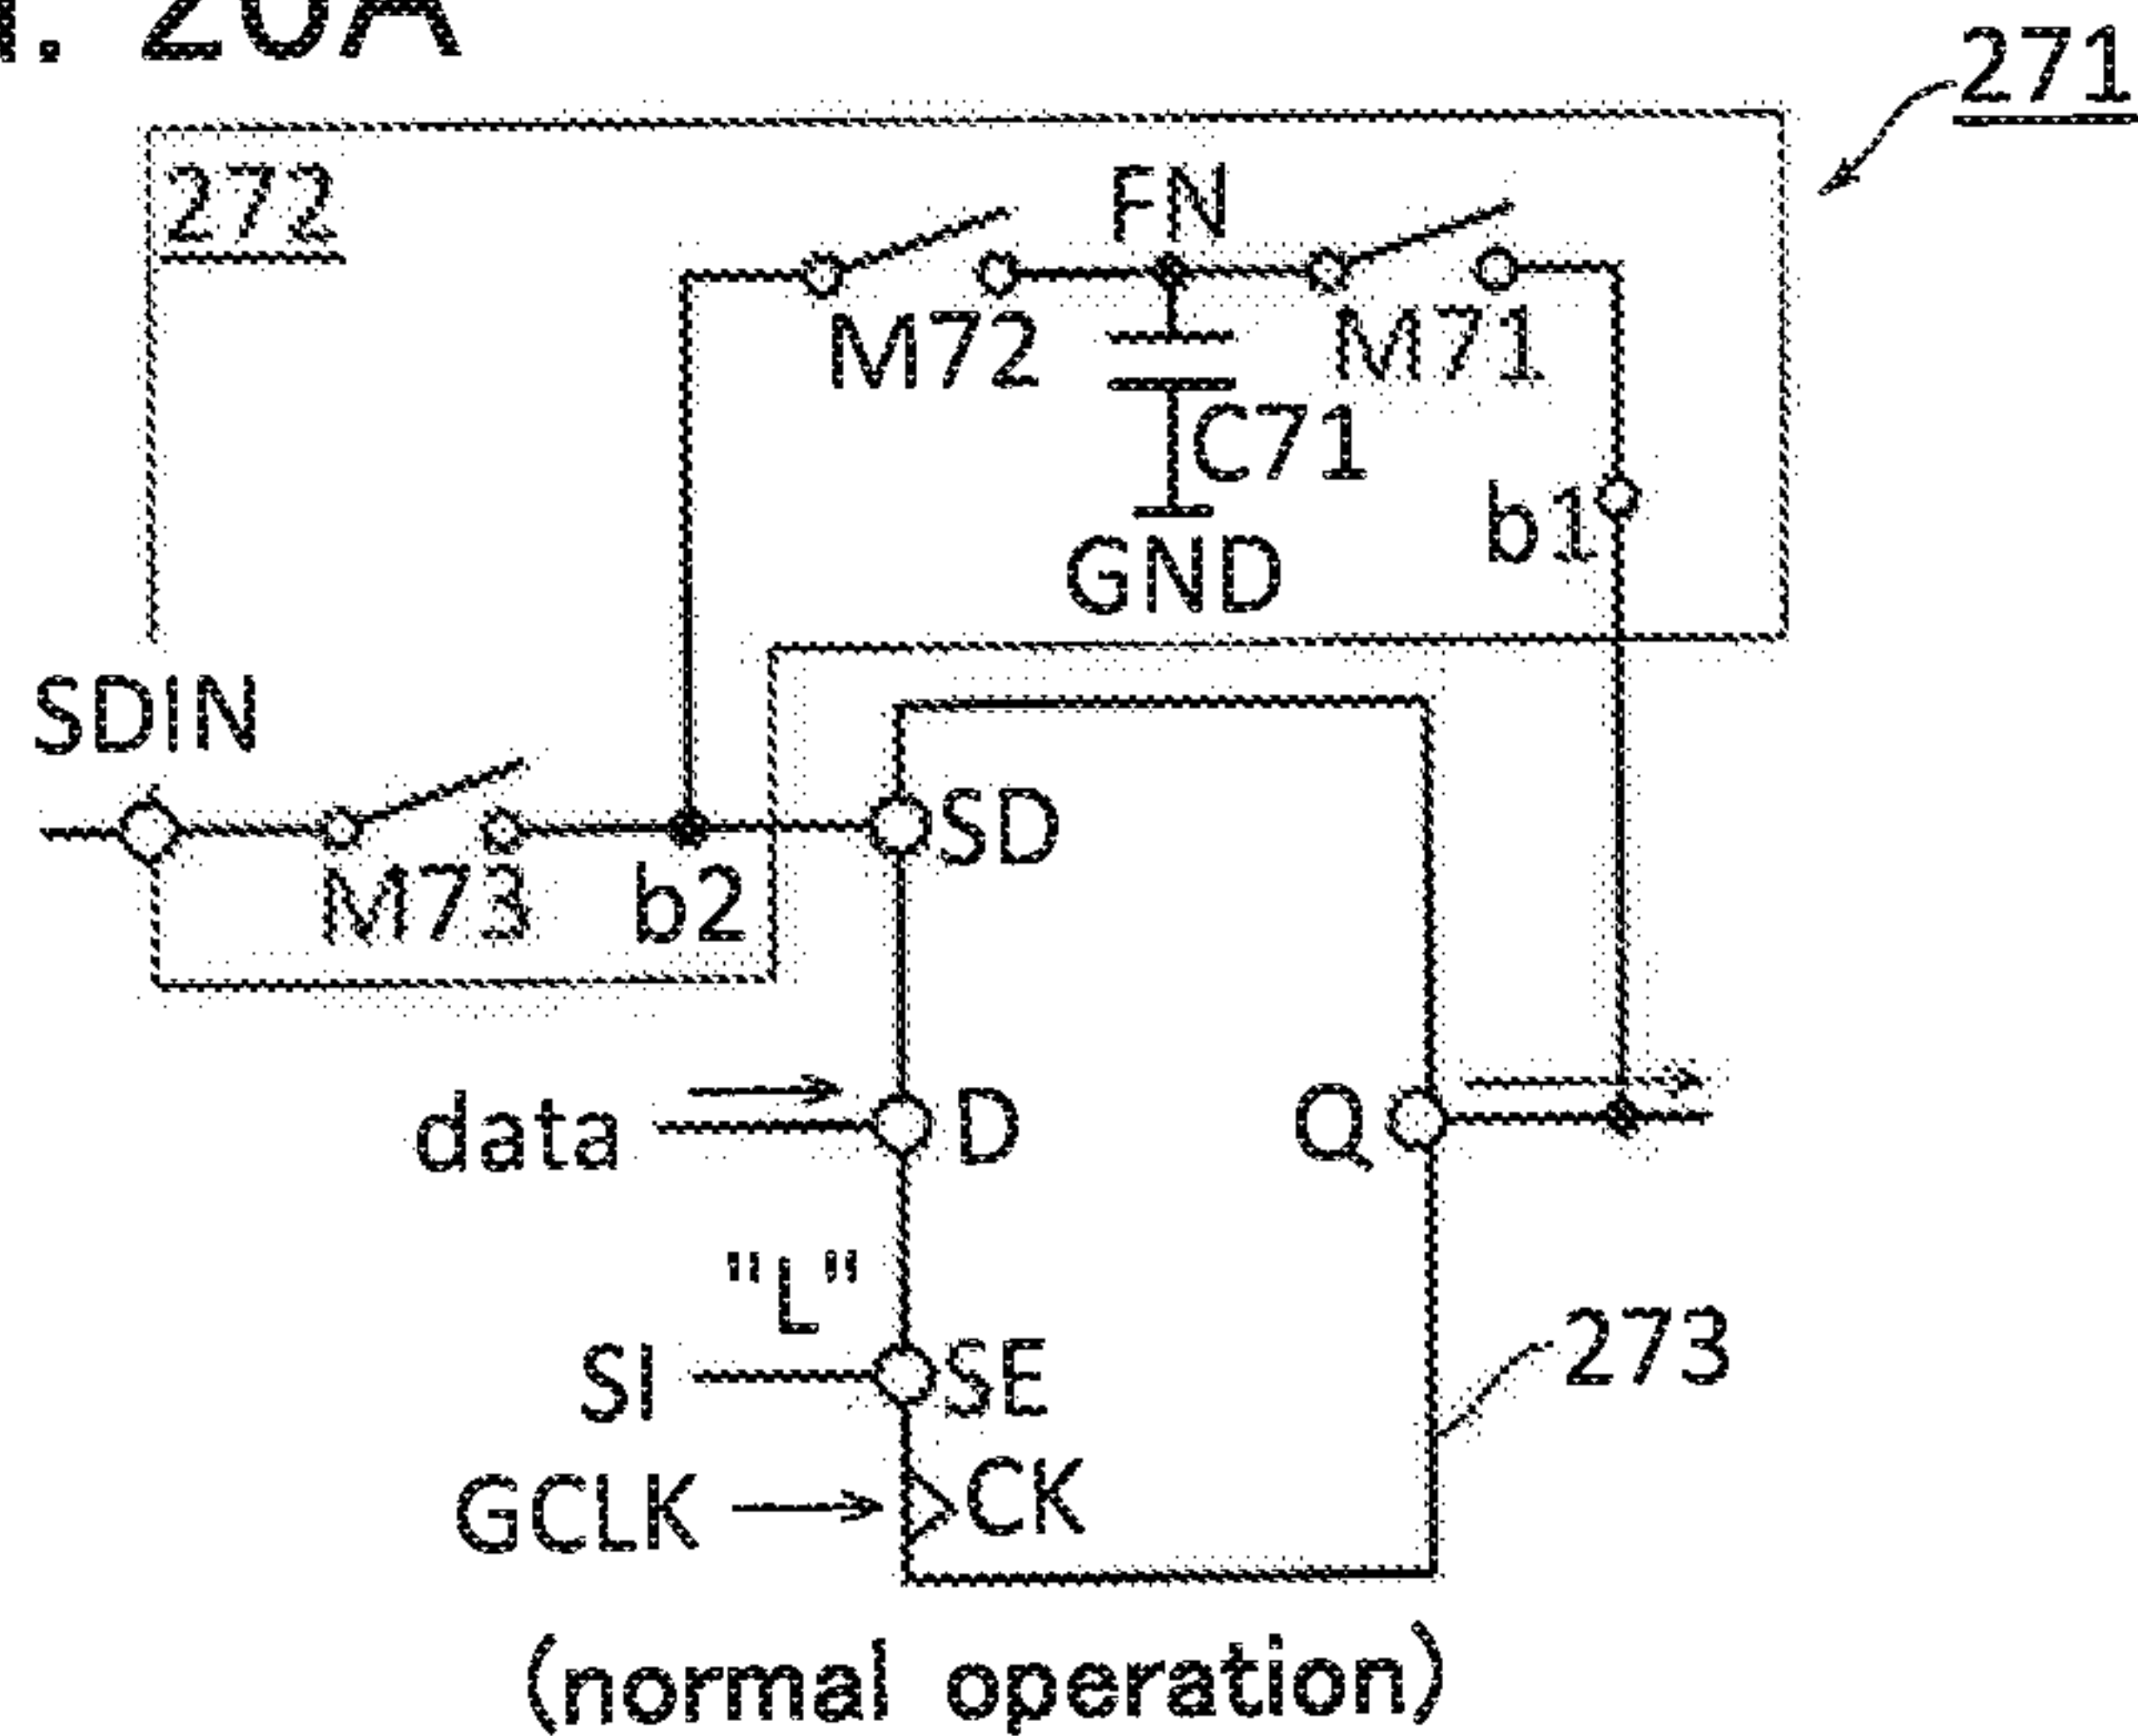 . 20A
271
272
FN
M72
M71
C71
b1
GND
SDIN
SD
M73
b2
data
D
Q
"L"
SI
SE
273
GCLK
CK
(normal operation)